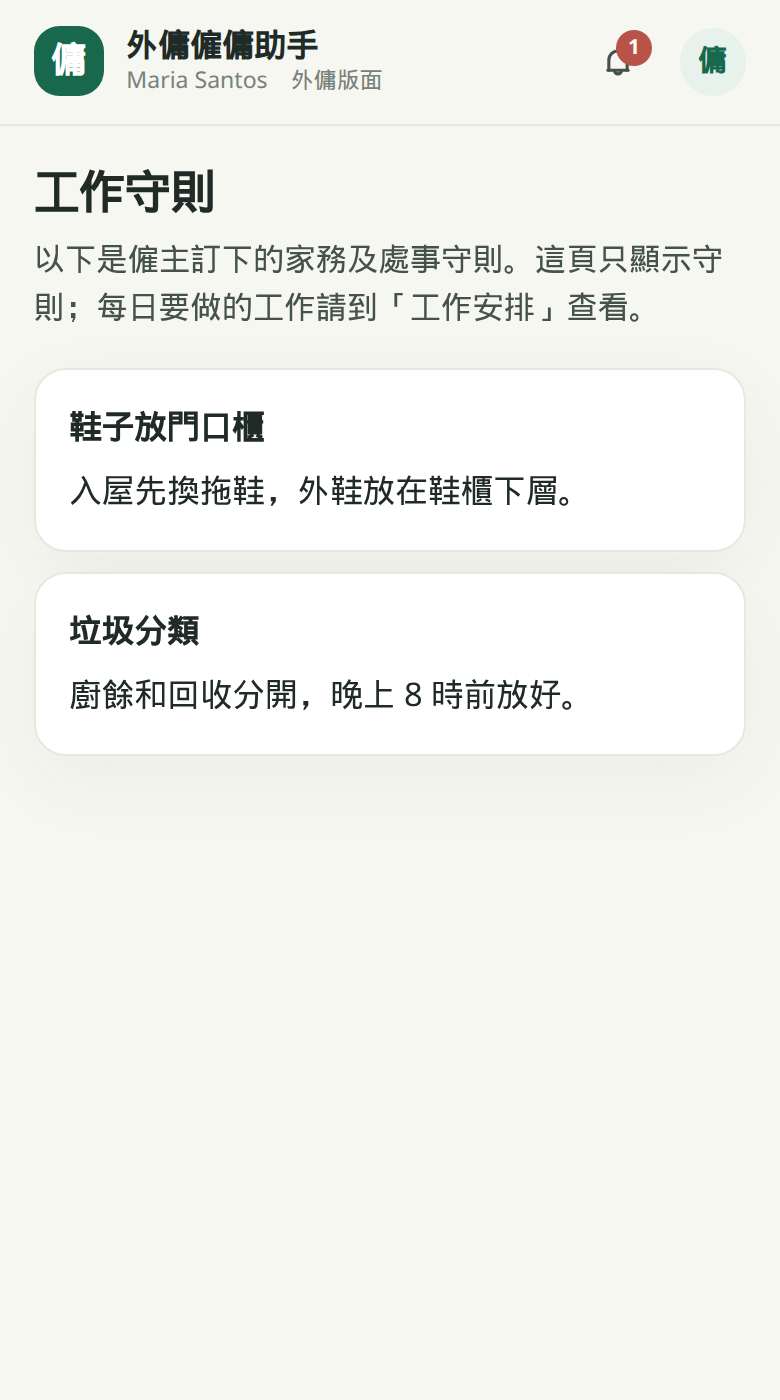 傭
外傭僱傭助手
Maria Santos 外傭版面
1
傭
工作守則
以下是僱主訂下的家務及處事守則。這頁只顯示守
則；每日要做的工作請到「工作安排」查看。
鞋子放門口櫃
入屋先換拖鞋，外鞋放在鞋櫃下層。
垃圾分類
廚餘和回收分開，晚上 8 時前放好。